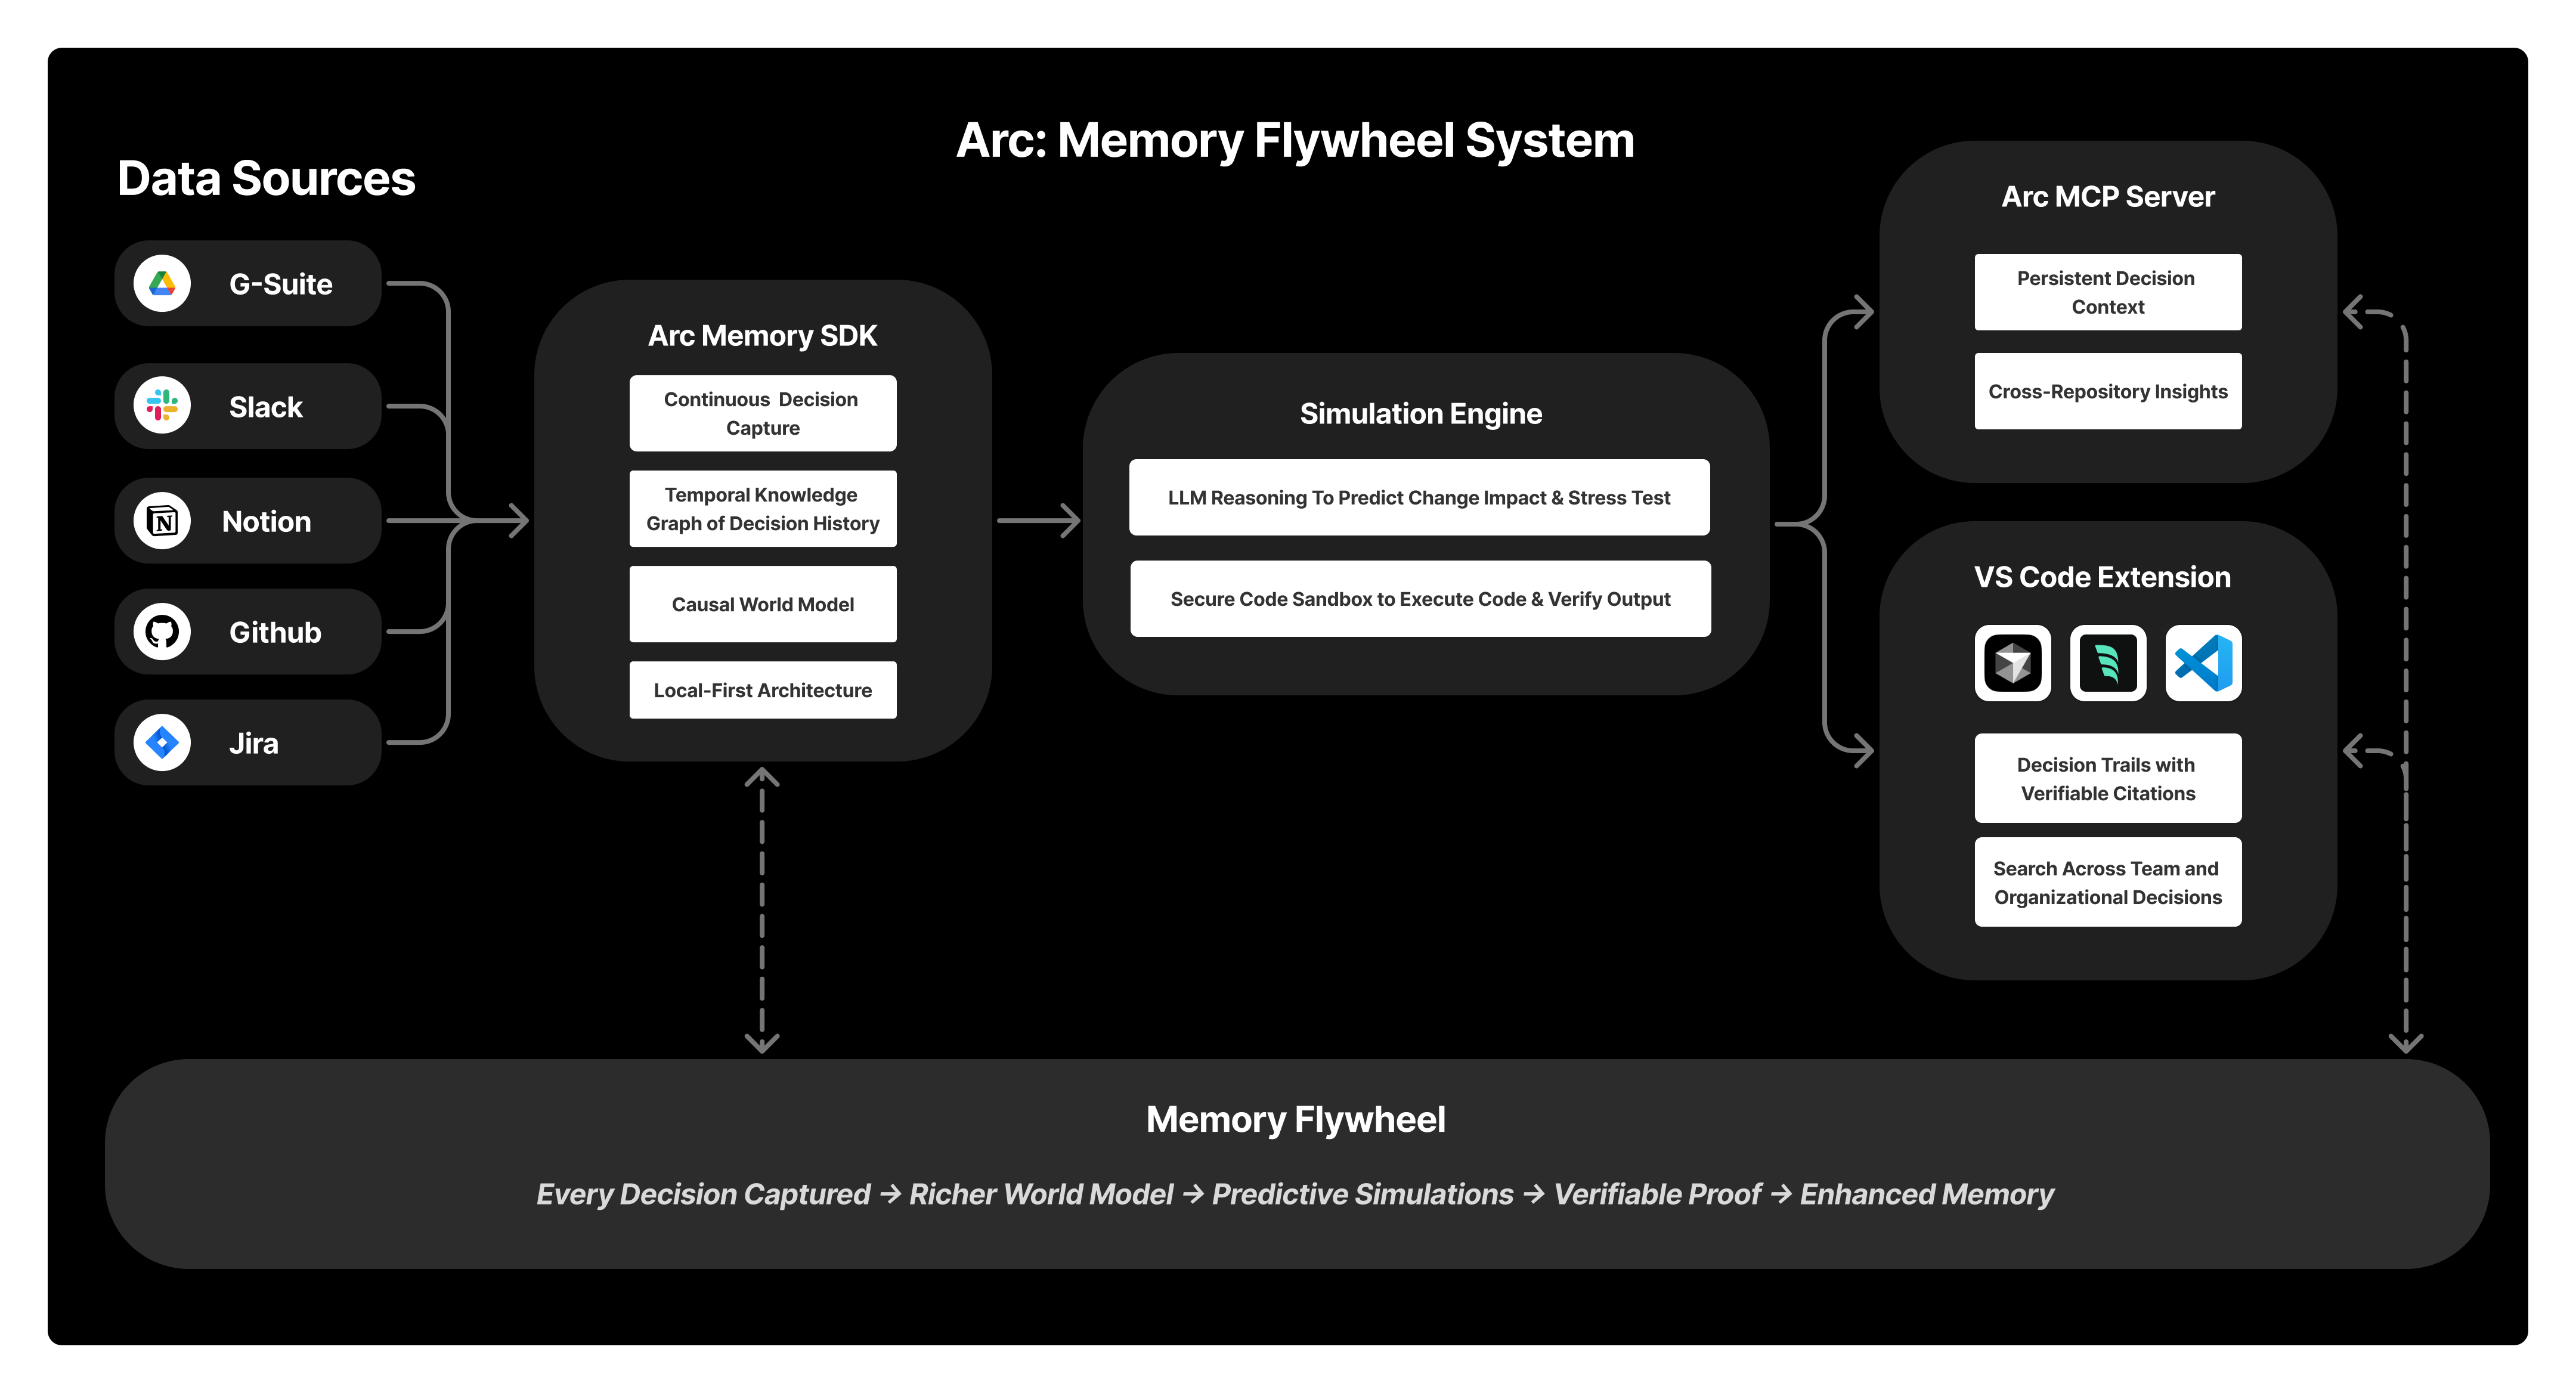 Arc: Memory Flywheel System
Data Sources
G-Suite
Slack
Notion
Github
Jira
Arc Memory SDK
Continuous Decision
Capture
Temporal Knowledge
Graph of Decision History
Causal World Model
Local-First Architecture
Simulation Engine
LLM Reasoning To Predict Change Impact & Stress Test
Secure Code Sandbox to Execute Code & Verify Output
Arc MCP Server
Persistent Decision
Context
Cross-Repository Insights
VS Code Extension
Decision Trails with
Verifiable Citations
Search Across Team and
Organizational Decisions
Memory Flywheel
Every Decision Captured → Richer World Model → Predictive Simulations → Verifiable Proof → Enhanced Memory